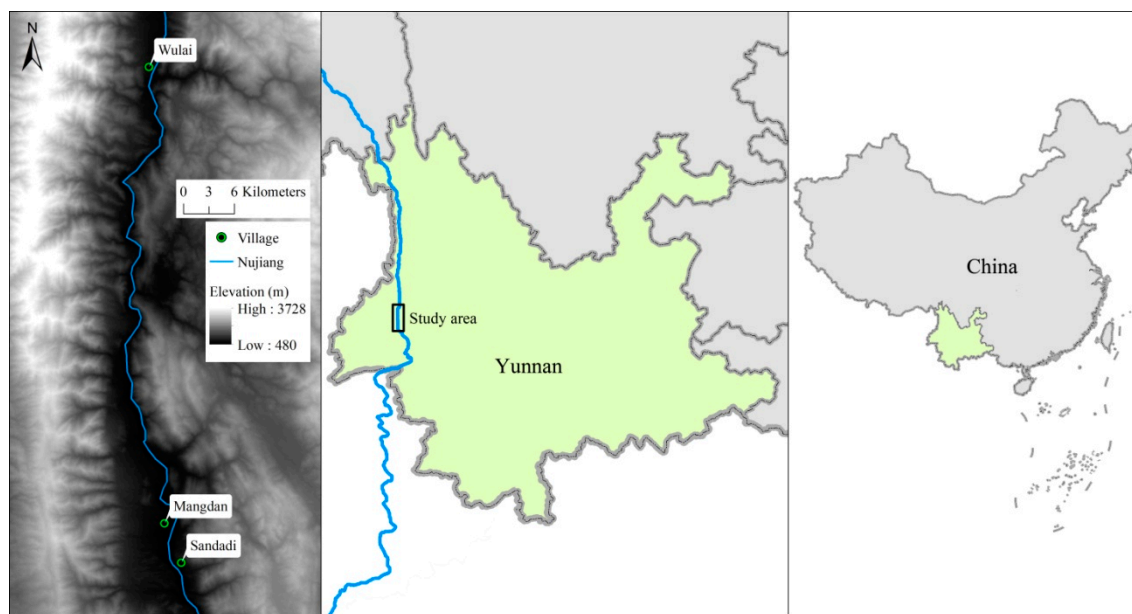 N
Wulai
0 3 6 Kilometers
Village
Nujiang
Elevation (m)
High : 3728
Low : 480
Mangdan
Sandadi
Study area
Yunnan
China